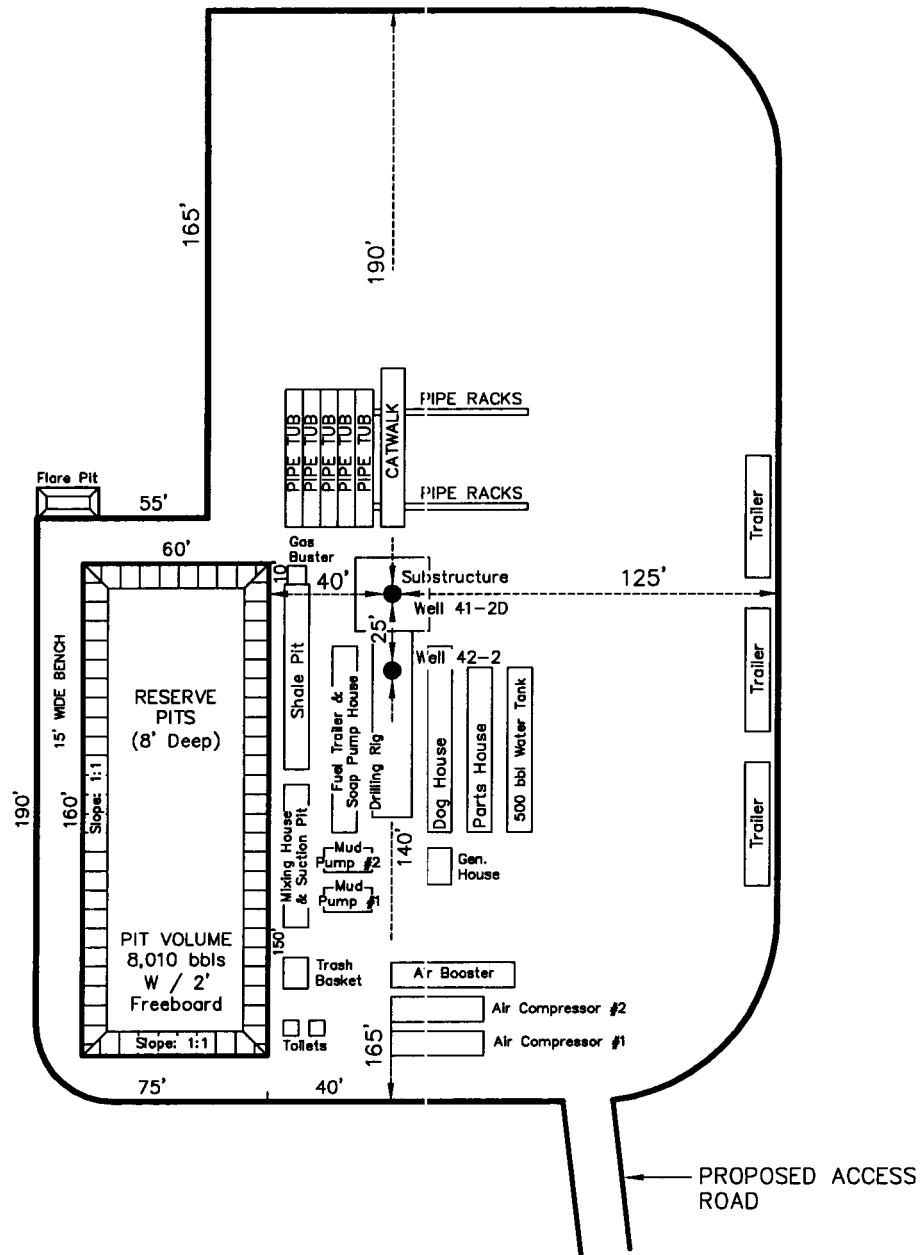 165'
190'
PIPE TUB
PIPE TUB
PIPE TUB
PIPE TUB
PIPE TUB
CATWALK
PIPE RACKS
PIPE RACKS
Flare Pit
55'
Trailer
60'
Gas
Buster
10'
40'
Substructure
125'
Well 41-2D
25'
Well 42-2
15' WIDE BENCH
RESERVE
PITS
(8' Deep)
Shale Pit
Fuel Trailer &
Soap Pump House
Drilling Rig
Dog House
Parts House
500 bbl Water Tank
Trailer
190'
160'
Slope: 1:1
Mixing House
& Suction Pit
Mud
Pump #2
Mud
Pump #1
140'
Gen.
House
Trailer
PIT VOLUME
8,010 bbls
W / 2'
Freeboard
150'
Trash
Basket
Air Booster
Air Compressor #2
Toilets
Air Compressor #1
Slope: 1:1
165'
75'
40'
PROPOSED ACCESS
ROAD